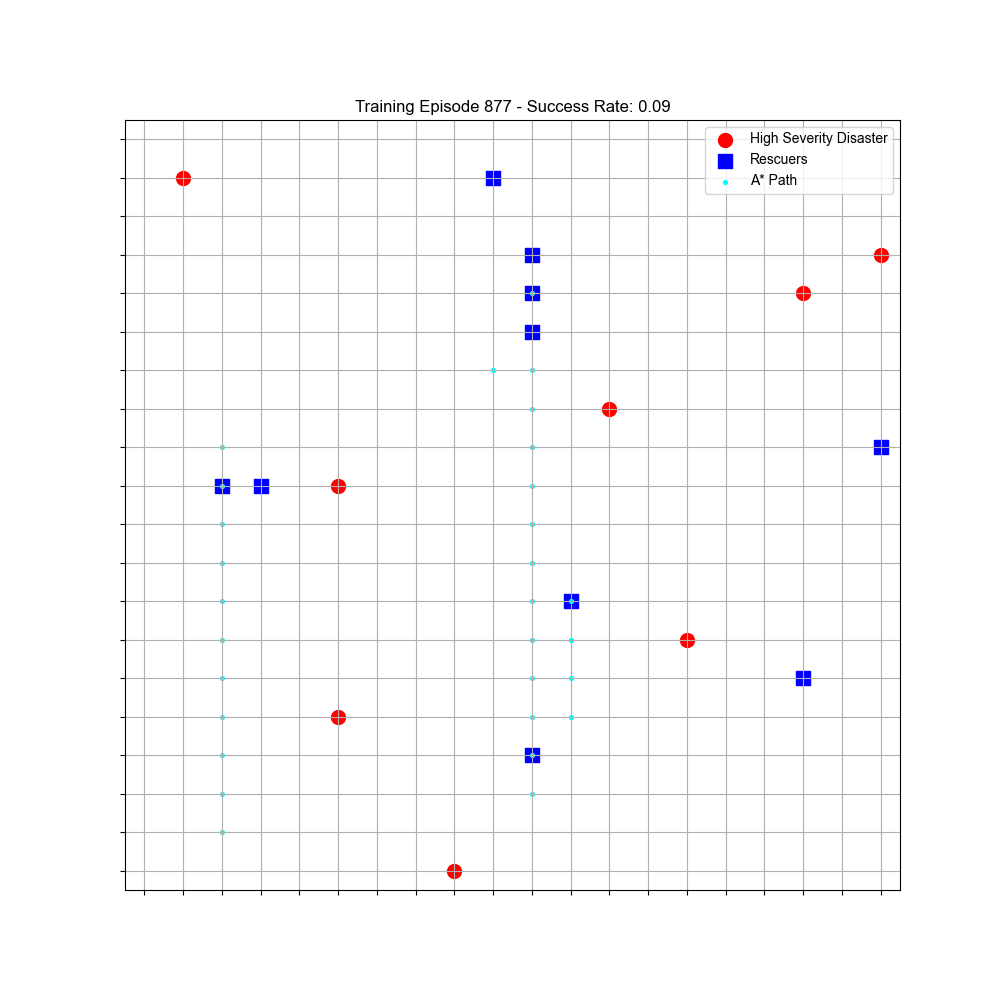 Training Episode 877 - Success Rate: 0.09
High Severity Disaster
Rescuers
A* Path